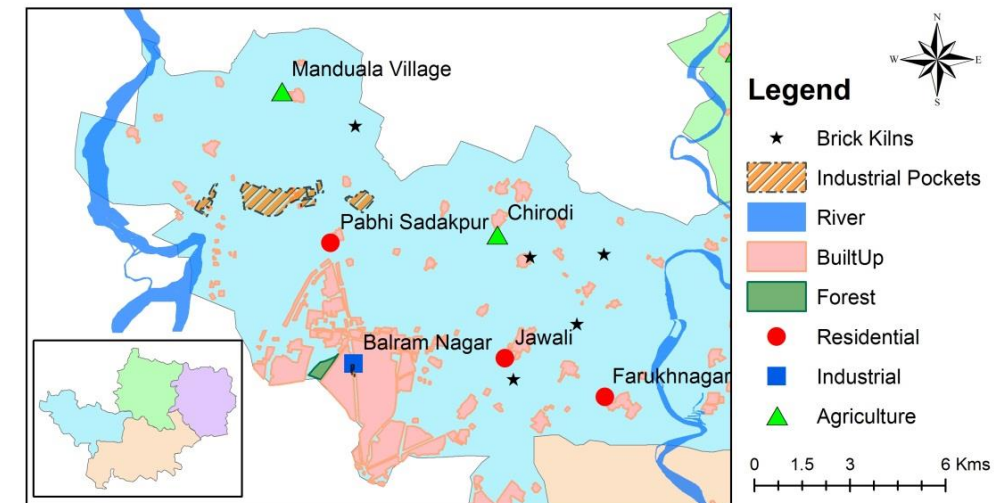 Manduala Village
Pabhi Sadakpur
Chirodi
Balram Nagar
Jawali
Farukhnagar
N
W
E
S
Legend
Brick Kilns
Industrial Pockets
River
BuiltUp
Forest
Residential
Industrial
Agriculture
0 1.5 3 6 Kms